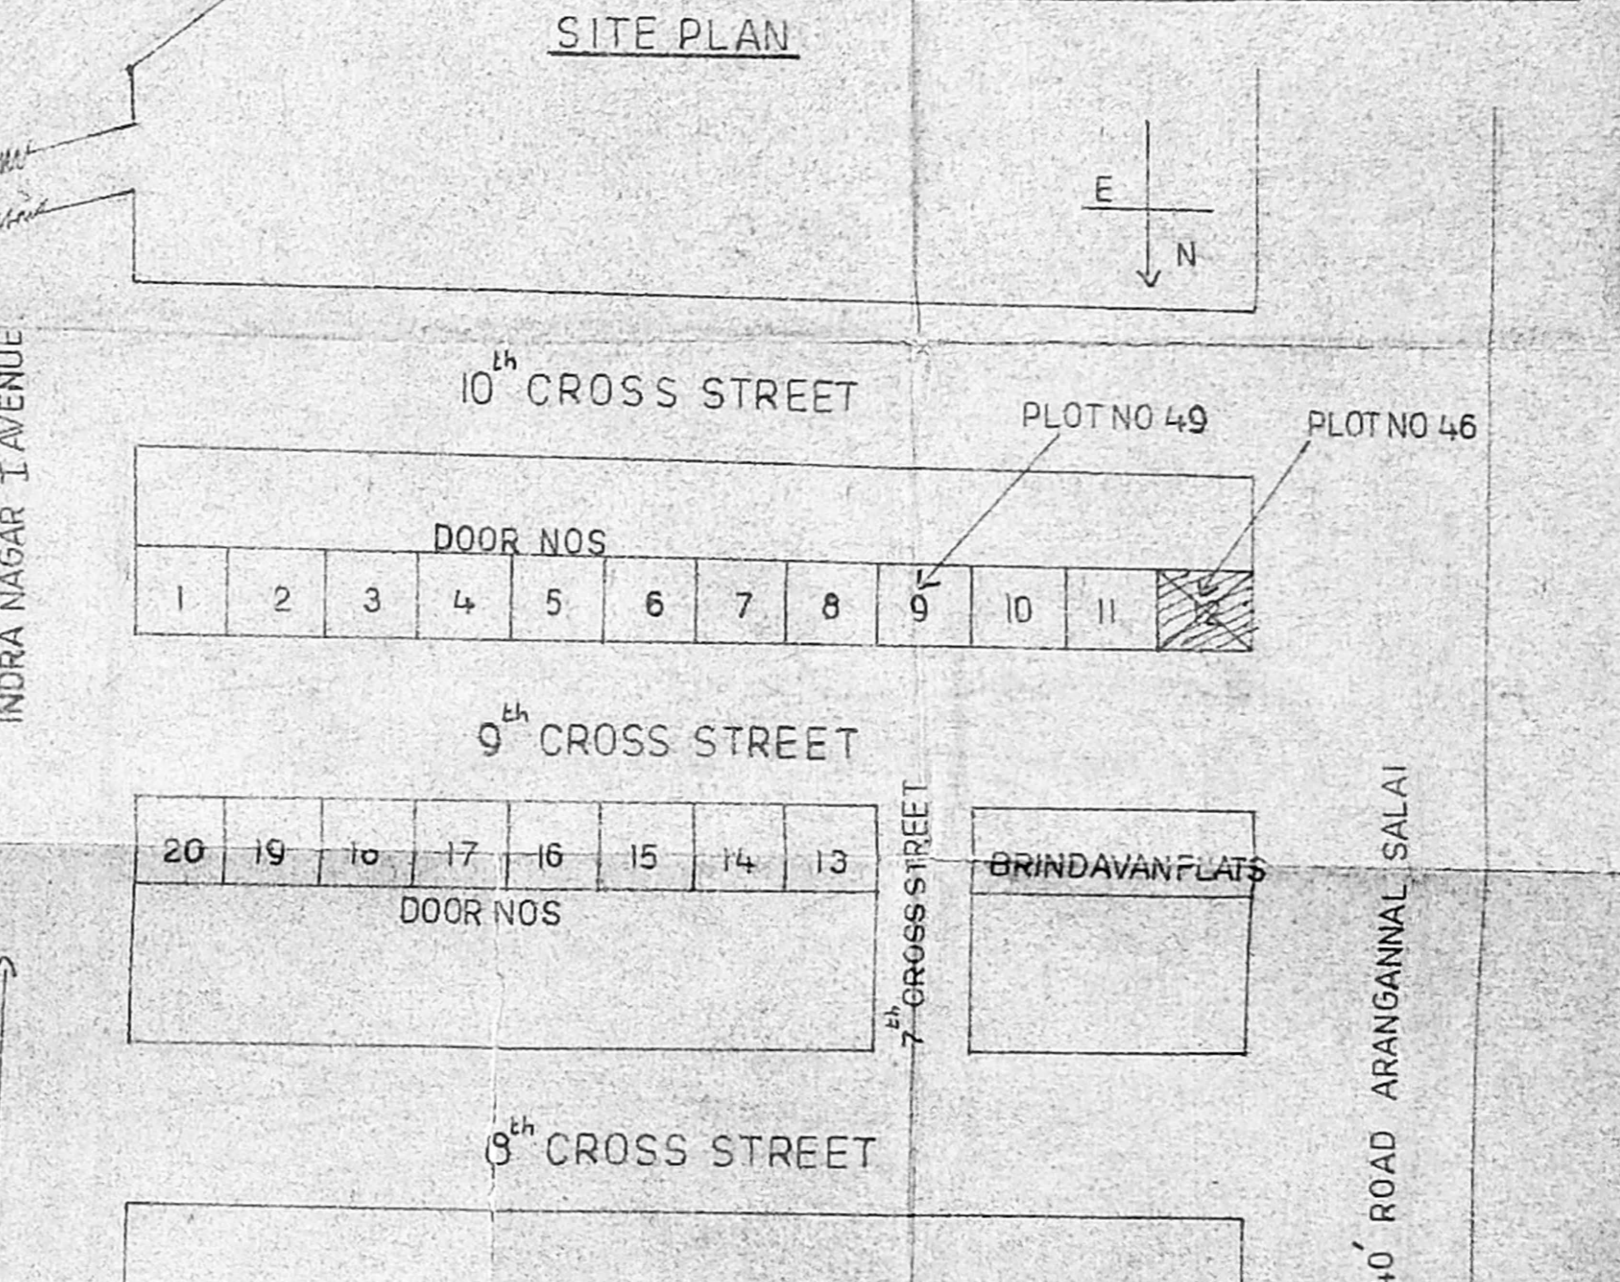 SITE PLAN
E
N
10th CROSS STREET
PLOT NO 49
PLOT NO 46
INDRA NAGAR I AVENUE
DOOR NOS
1 2 3 4 5 6 7 8 9 10 11 12
9th CROSS STREET
20 19 18 17 16 15 14 13
DOOR NOS
7th CROSS STREET
BRINDAVAN FLATS
40' ROAD ARANGANNAL SALAI
8th CROSS STREET